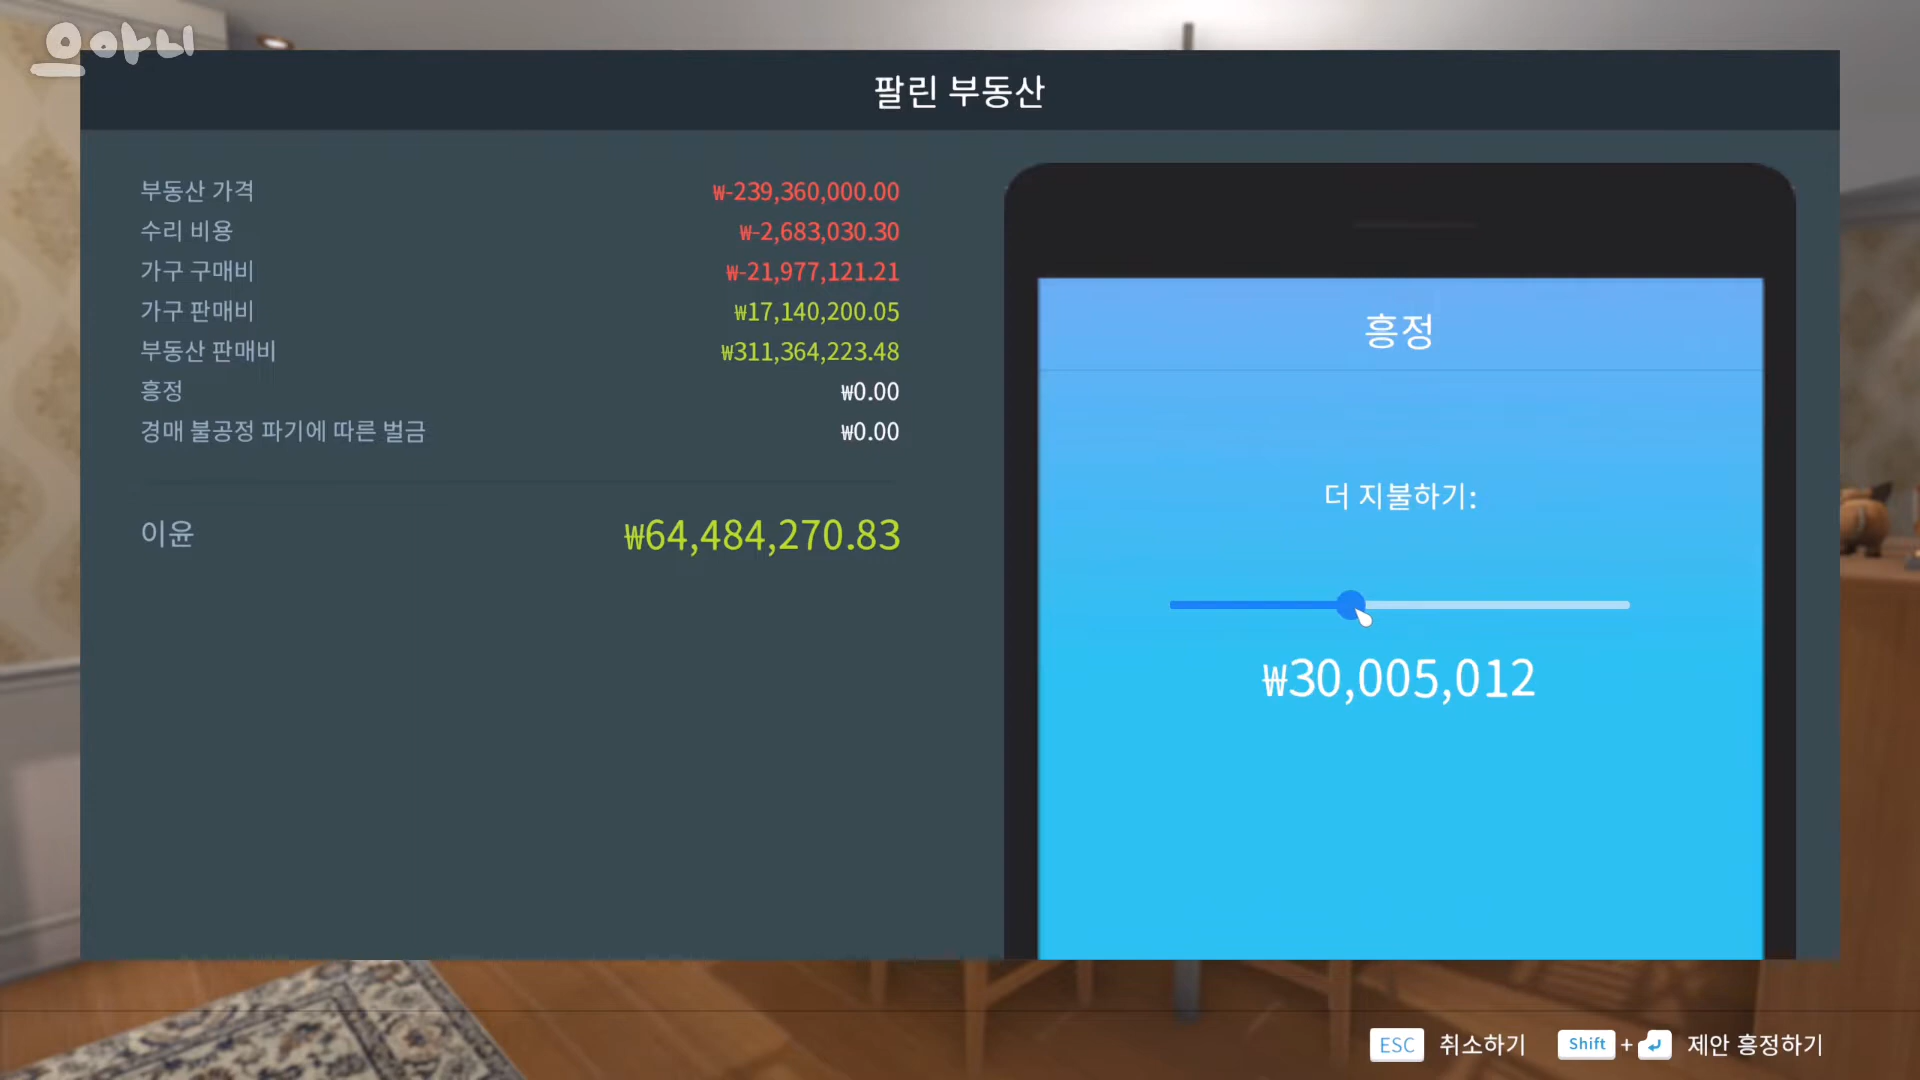 으아니
팔린 부동산
부동산 가격 ₩-239,360,000.00
수리 비용 ₩-2,683,030.30
가구 구매비 ₩-21,977,121.21
가구 판매비 ₩17,140,200.05
부동산 판매비 ₩311,364,223.48
흥정 ₩0.00
경매 불공정 파기에 따른 벌금 ₩0.00
이윤 ₩64,484,270.83
흥정
더 지불하기:
₩30,005,012
ESC 취소하기 Shift + 제안 흥정하기